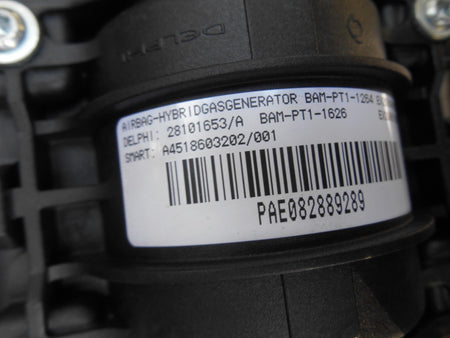 DELPHI
AIRBAG-HYBRIDGASGENERATOR BAM-PT1-1264
DELPHI: 28101653/A BAM-PT1-1626
SMART: A4518603202/001
PAE082889289